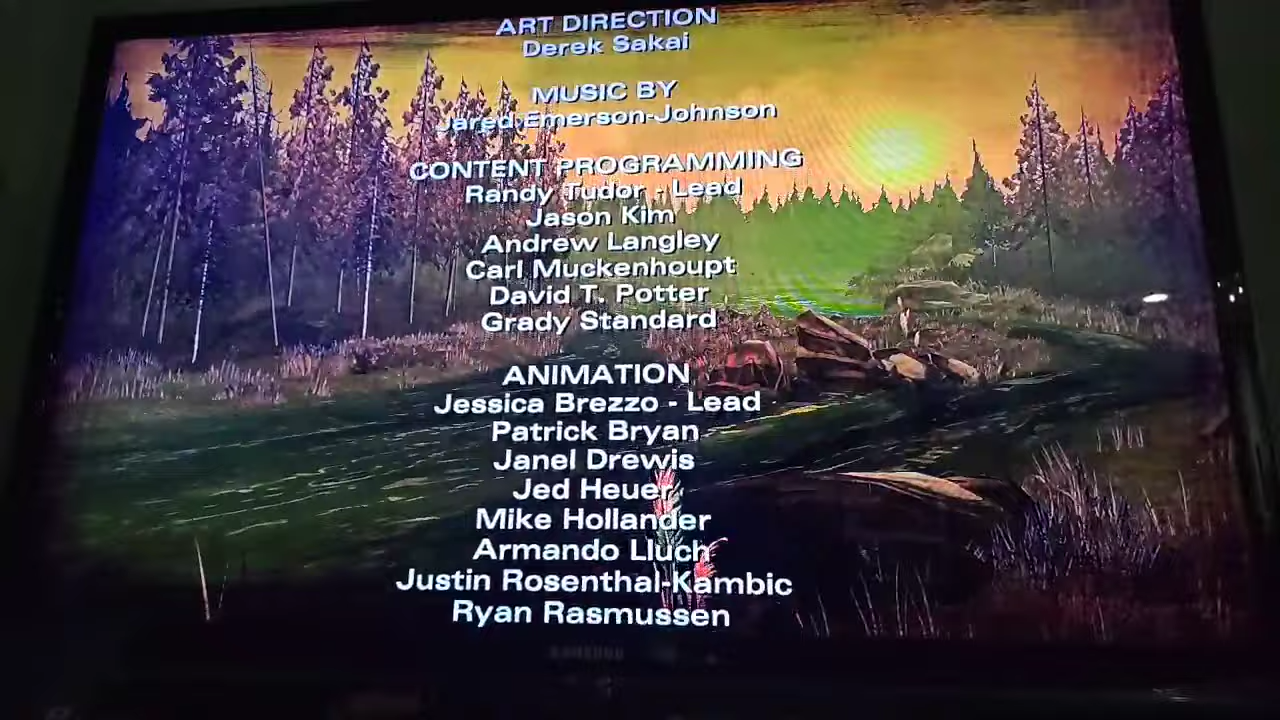 ART DIRECTION
Derek Sakai
MUSIC BY
Jared Emerson-Johnson
CONTENT PROGRAMMING
Randy Tudor - Lead
Jason Kim
Andrew Langley
Carl Muckenhoupt
David T. Potter
Grady Standard
ANIMATION
Jessica Brezzo - Lead
Patrick Bryan
Janel Drewis
Jed Heuer
Mike Hollander
Armando Lluch
Justin Rosenthal-Kambic
Ryan Rasmussen
SAMSUNG